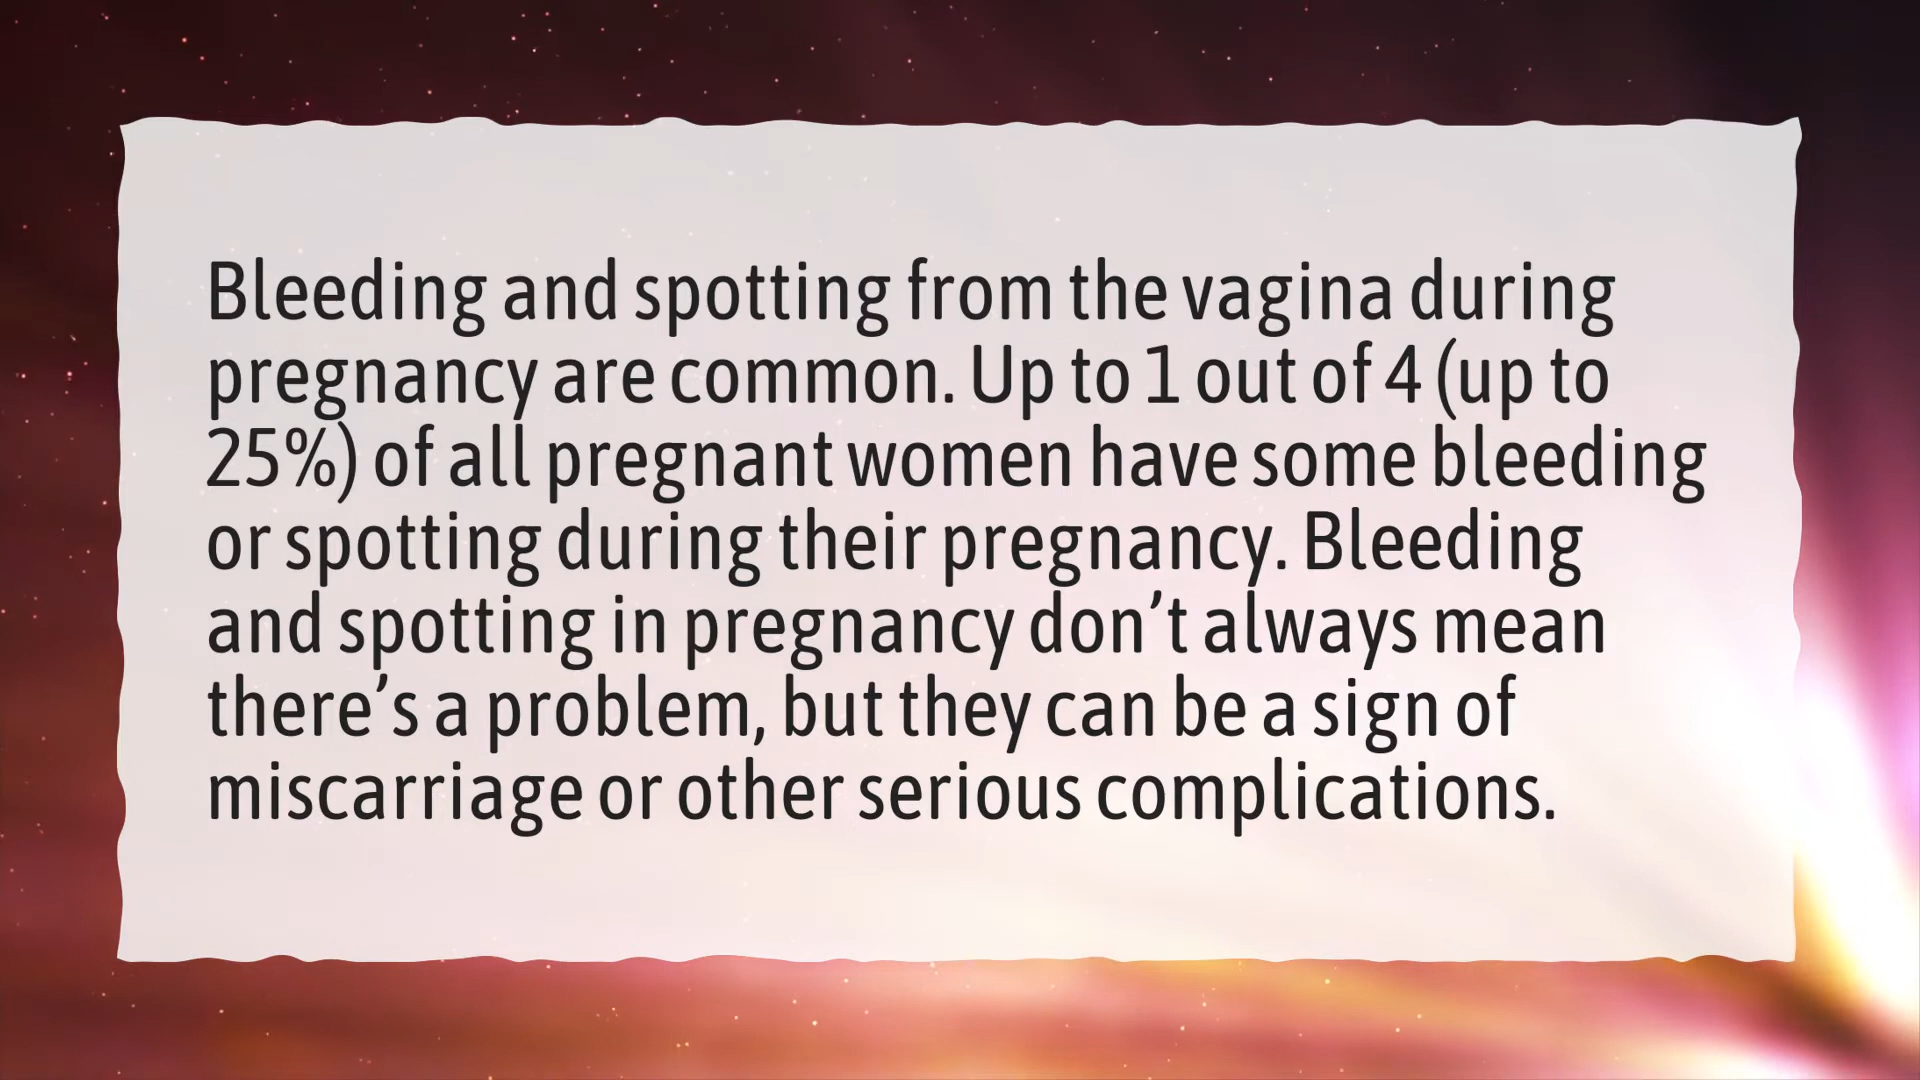 Bleeding and spotting from the vagina during
pregnancy are common. Up to 1 out of 4 (up to
25%) of all pregnant women have some bleeding
or spotting during their pregnancy. Bleeding
and spotting in pregnancy don’t always mean
there’s a problem, but they can be a sign of
miscarriage or other serious complications.